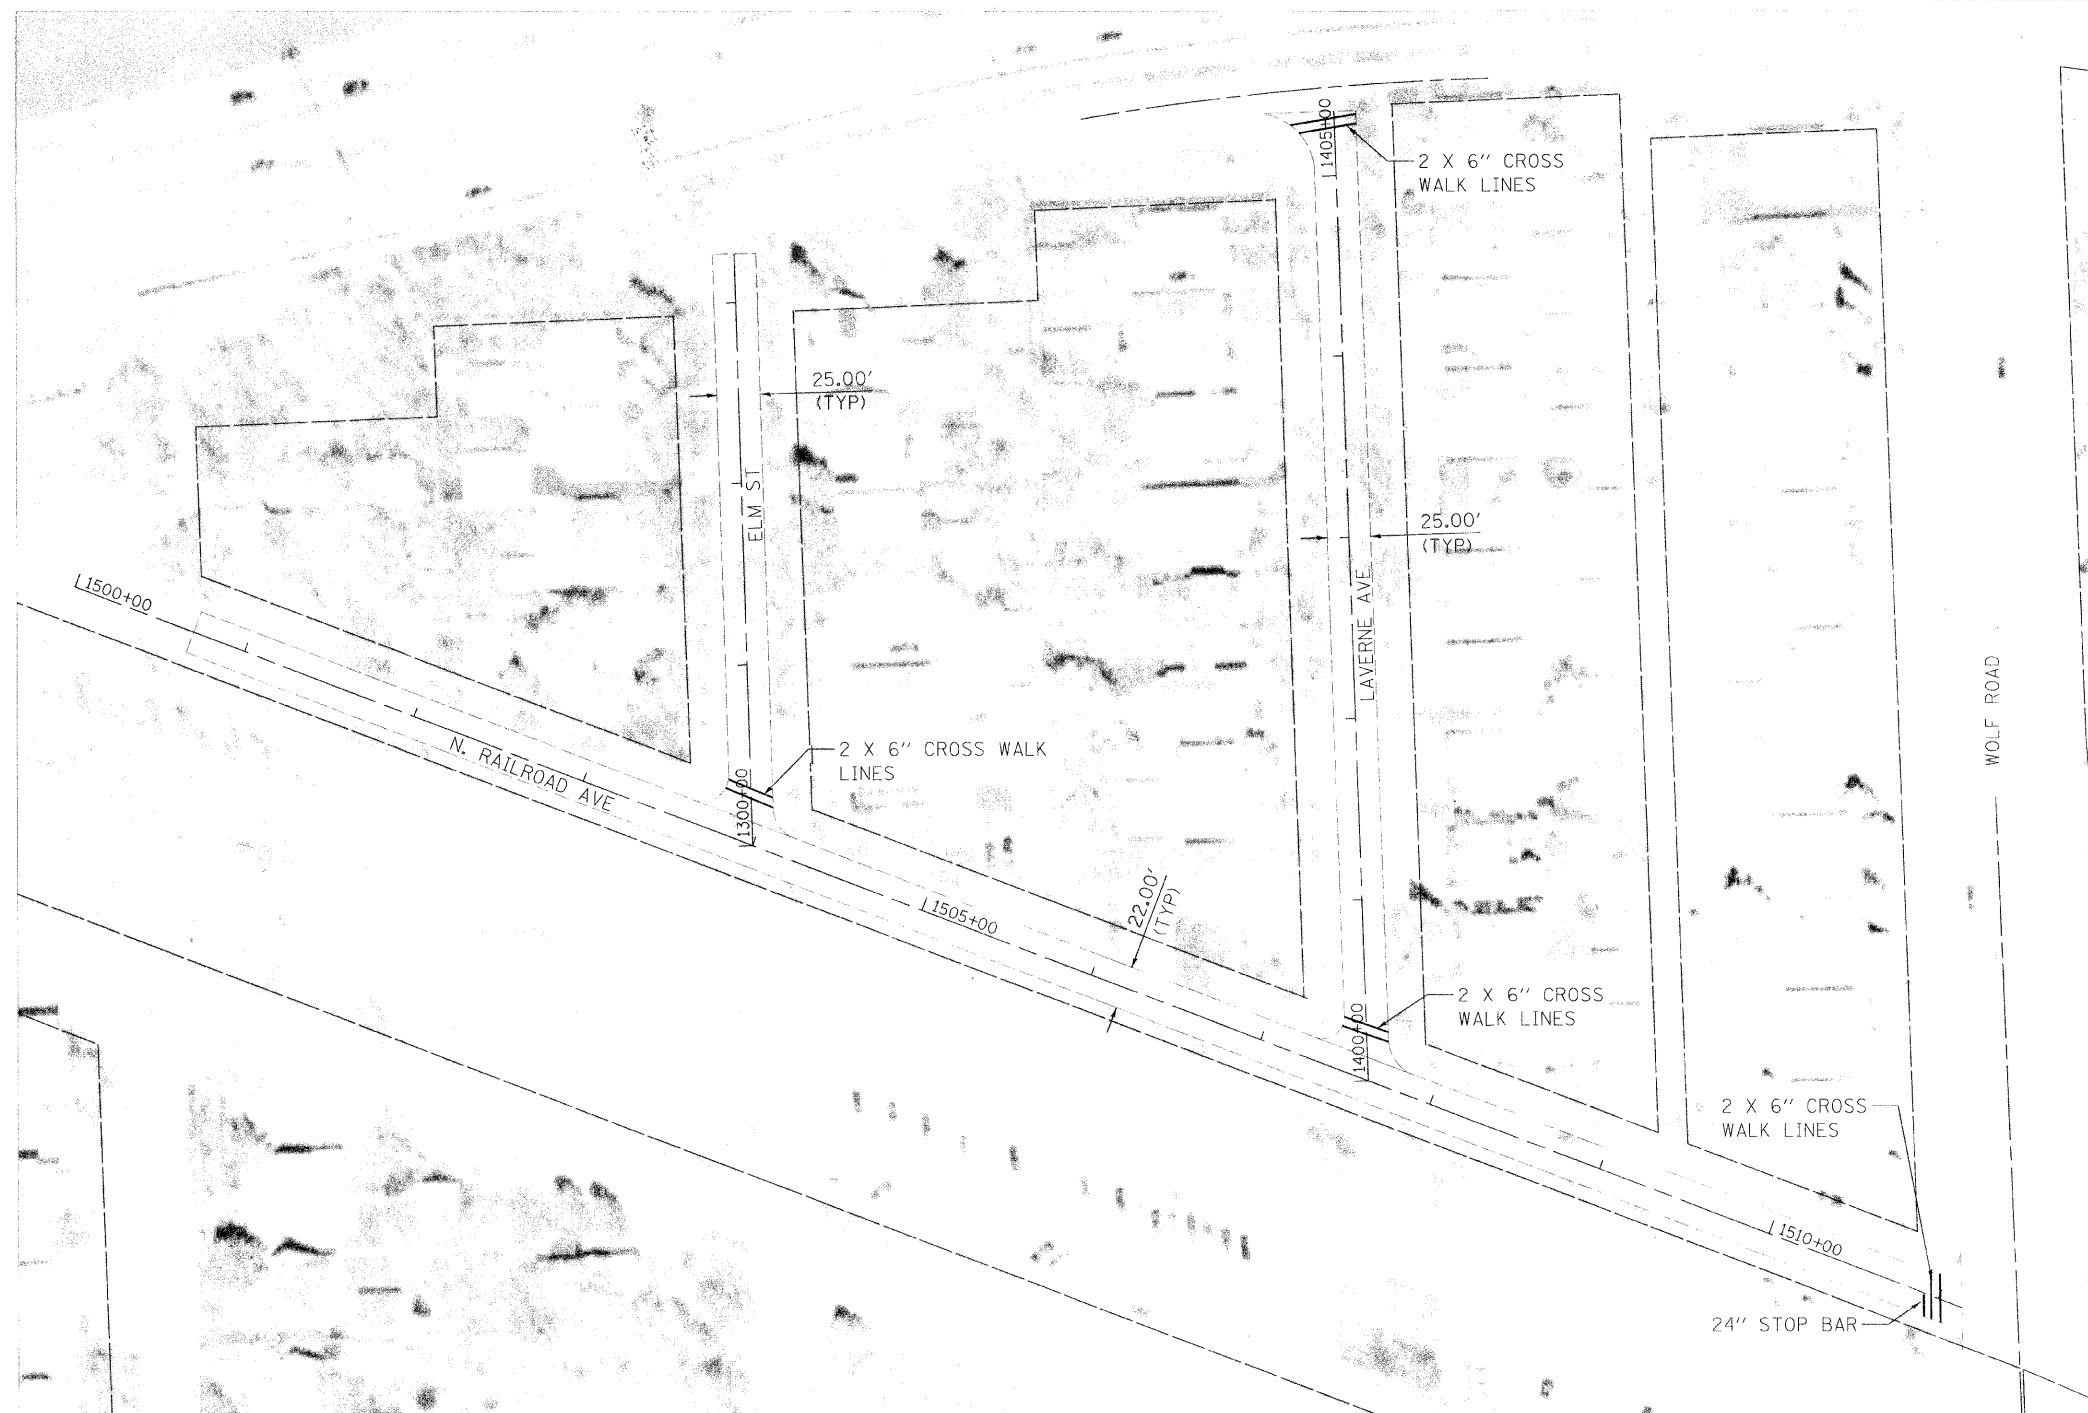 1405+00
2 X 6" CROSS
WALK LINES
25.00'
(TYP)
ELM ST
25.00'
(TYP)
1500+00
LAVERNE AVE.
WOLF ROAD
N. RAILROAD AVE
2 X 6" CROSS WALK
LINES
1300+00
22.00'
(TYP)
1505+00
2 X 6" CROSS
WALK LINES
1400+00
2 X 6" CROSS
WALK LINES
1510+00
24" STOP BAR